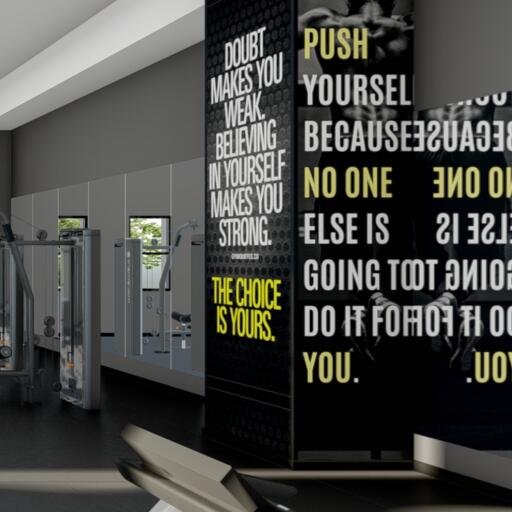 DOUBT
MAKES YOU
WEAK.
BELIEVING
IN YOURSELF
MAKES YOU
STRONG.
THE CHOICE
IS YOURS.
PUSH
YOURSEL
BECAUSE
NO ONE
ELSE IS
GOING TO
DO IT FOR
YOU.